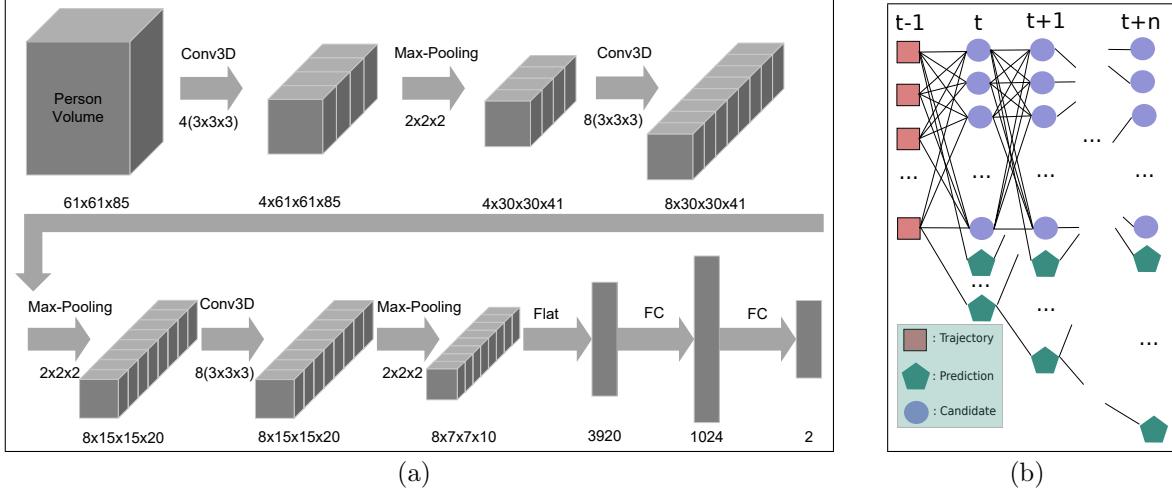 Person
Volume
Conv3D
4(3x3x3)
Max-Pooling
2x2x2
Conv3D
8(3x3x3)
61x61x85
4x61x61x85
4x30x30x41
8x30x30x41
Max-Pooling
2x2x2
Conv3D
8(3x3x3)
Max-Pooling
2x2x2
Flat
FC
FC
8x15x15x20
8x15x15x20
8x7x7x10
3920
1024
2
(a)
t-1 t t+1 t+n
...
... ... ... ...
...
...
...
: Trajectory
: Prediction
: Candidate
(b)